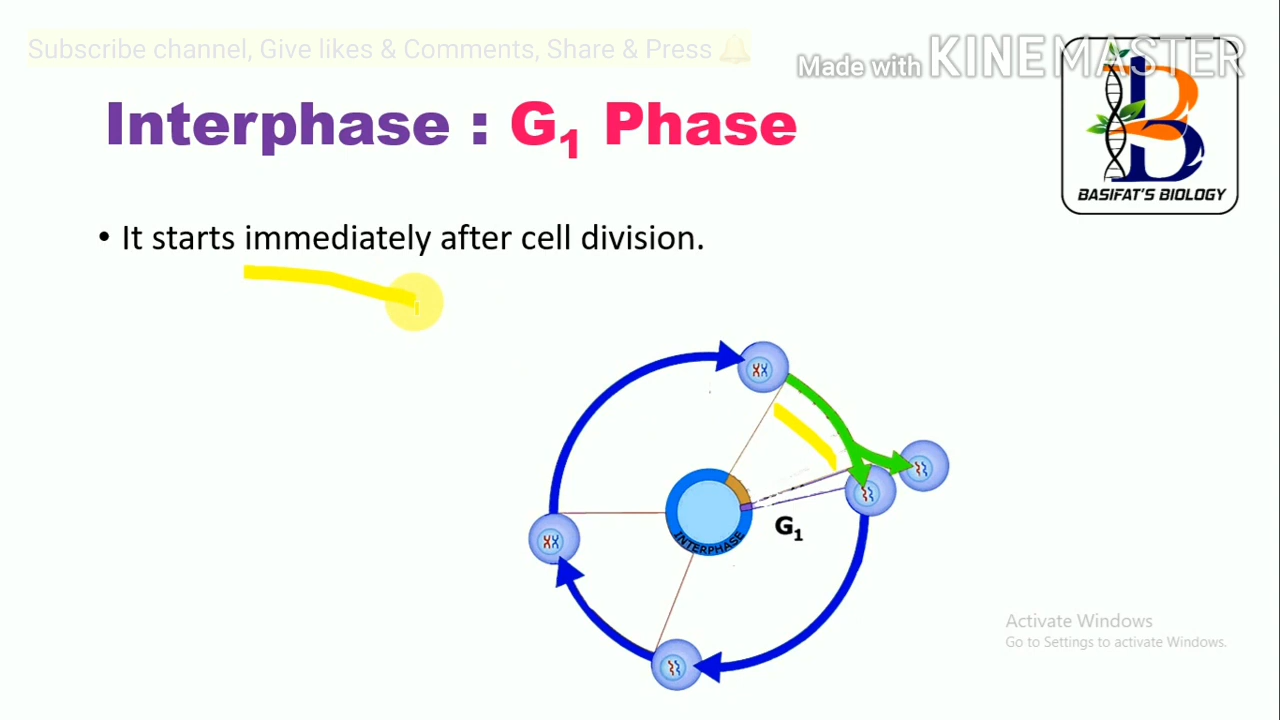 Subscribe channel, Give likes & Comments, Share & Press 🔔
Made with KINEMASTER
Interphase : G₁ Phase
BASIFAT'S BIOLOGY
• It starts immediately after cell division.
G₁
INTERPHASE
Activate Windows
Go to Settings to activate Windows.